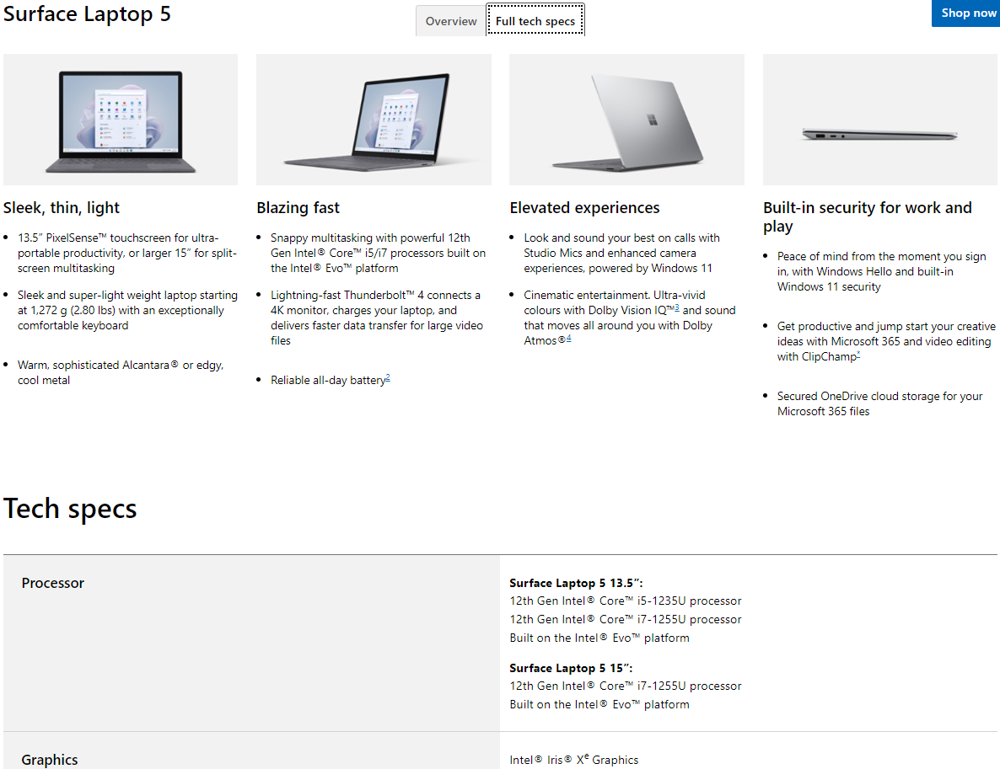 Surface Laptop 5
Overview
Full tech specs
Shop now
Sleek, thin, light
• 13.5” PixelSense™ touchscreen for ultra-
portable productivity, or larger 15” for split-
screen multitasking
• Sleek and super-light weight laptop starting
at 1,272 g (2.80 lbs) with an exceptionally
comfortable keyboard
• Warm, sophisticated Alcantara® or edgy,
cool metal
Blazing fast
• Snappy multitasking with powerful 12th
Gen Intel® Core™ i5/i7 processors built on
the Intel® Evo™ platform
• Lightning-fast Thunderbolt™ 4 connects a
4K monitor, charges your laptop, and
delivers faster data transfer for large video
files
• Reliable all-day battery2
Elevated experiences
• Look and sound your best on calls with
Studio Mics and enhanced camera
experiences, powered by Windows 11
• Cinematic entertainment. Ultra-vivid
colours with Dolby Vision IQ™3 and sound
that moves all around you with Dolby
Atmos®4
Built-in security for work and
play
• Peace of mind from the moment you sign
in, with Windows Hello and built-in
Windows 11 security
• Get productive and jump start your creative
ideas with Microsoft 365 and video editing
with ClipChamp*
• Secured OneDrive cloud storage for your
Microsoft 365 files
Tech specs
Processor
Surface Laptop 5 13.5”:
12th Gen Intel® Core™ i5-1235U processor
12th Gen Intel® Core™ i7-1255U processor
Built on the Intel® Evo™ platform
Surface Laptop 5 15”:
12th Gen Intel® Core™ i7-1255U processor
Built on the Intel® Evo™ platform
Graphics
Intel® Iris® Xe Graphics